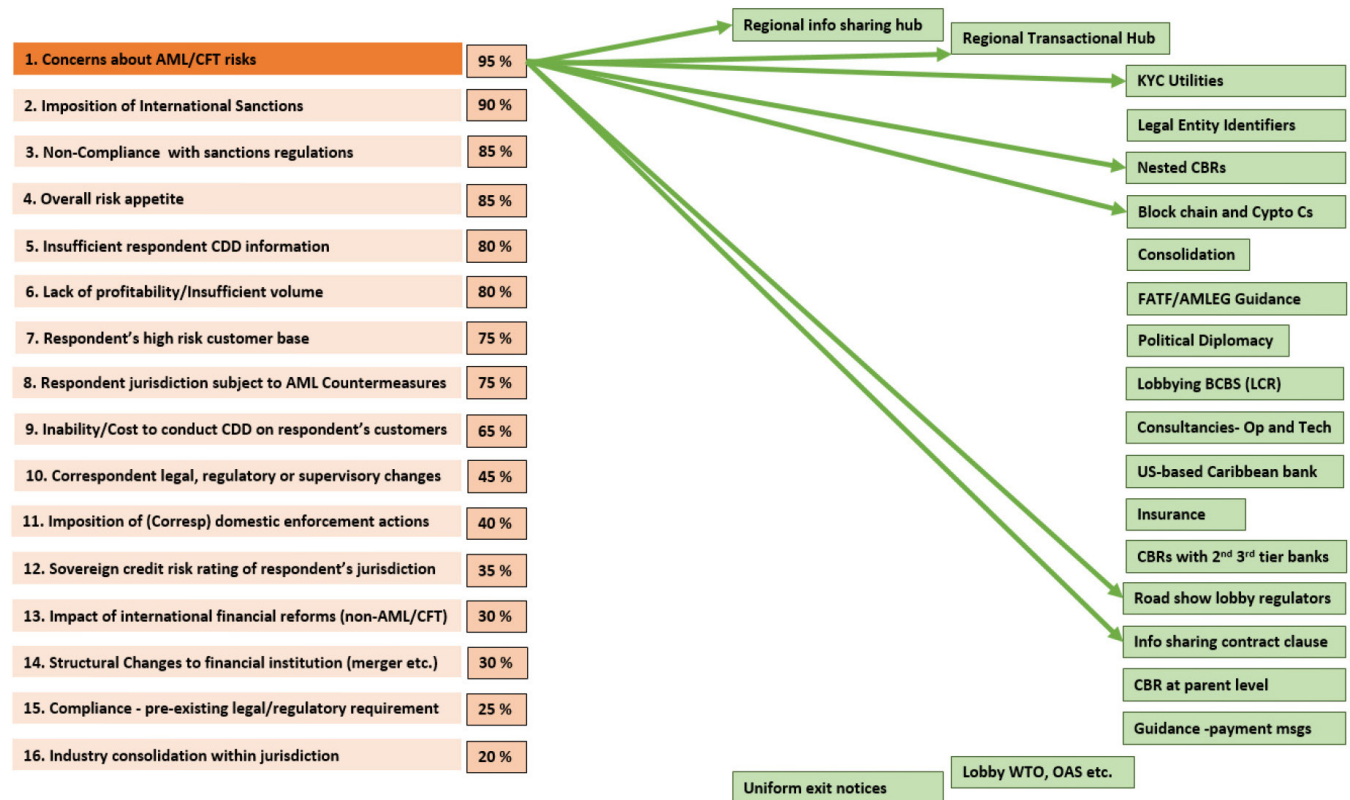 Regional info sharing hub
Regional Transactional Hub
1. Concerns about AML/CFT risks 95 %
2. Imposition of International Sanctions 90 %
3. Non-Compliance with sanctions regulations 85 %
4. Overall risk appetite 85 %
5. Insufficient respondent CDD information 80 %
6. Lack of profitability/Insufficient volume 80 %
7. Respondent’s high risk customer base 75 %
8. Respondent jurisdiction subject to AML Countermeasures 75 %
9. Inability/Cost to conduct CDD on respondent’s customers 65 %
10. Correspondent legal, regulatory or supervisory changes 45 %
11. Imposition of (Corresp) domestic enforcement actions 40 %
12. Sovereign credit risk rating of respondent’s jurisdiction 35 %
13. Impact of international financial reforms (non-AML/CFT) 30 %
14. Structural Changes to financial institution (merger etc.) 30 %
15. Compliance - pre-existing legal/regulatory requirement 25 %
16. Industry consolidation within jurisdiction 20 %
KYC Utilities
Legal Entity Identifiers
Nested CBRs
Block chain and Cypto Cs
Consolidation
FATF/AMLEG Guidance
Political Diplomacy
Lobbying BCBS (LCR)
Consultancies- Op and Tech
US-based Caribbean bank
Insurance
CBRs with 2nd 3rd tier banks
Road show lobby regulators
Info sharing contract clause
CBR at parent level
Guidance -payment msgs
Lobby WTO, OAS etc.
Uniform exit notices